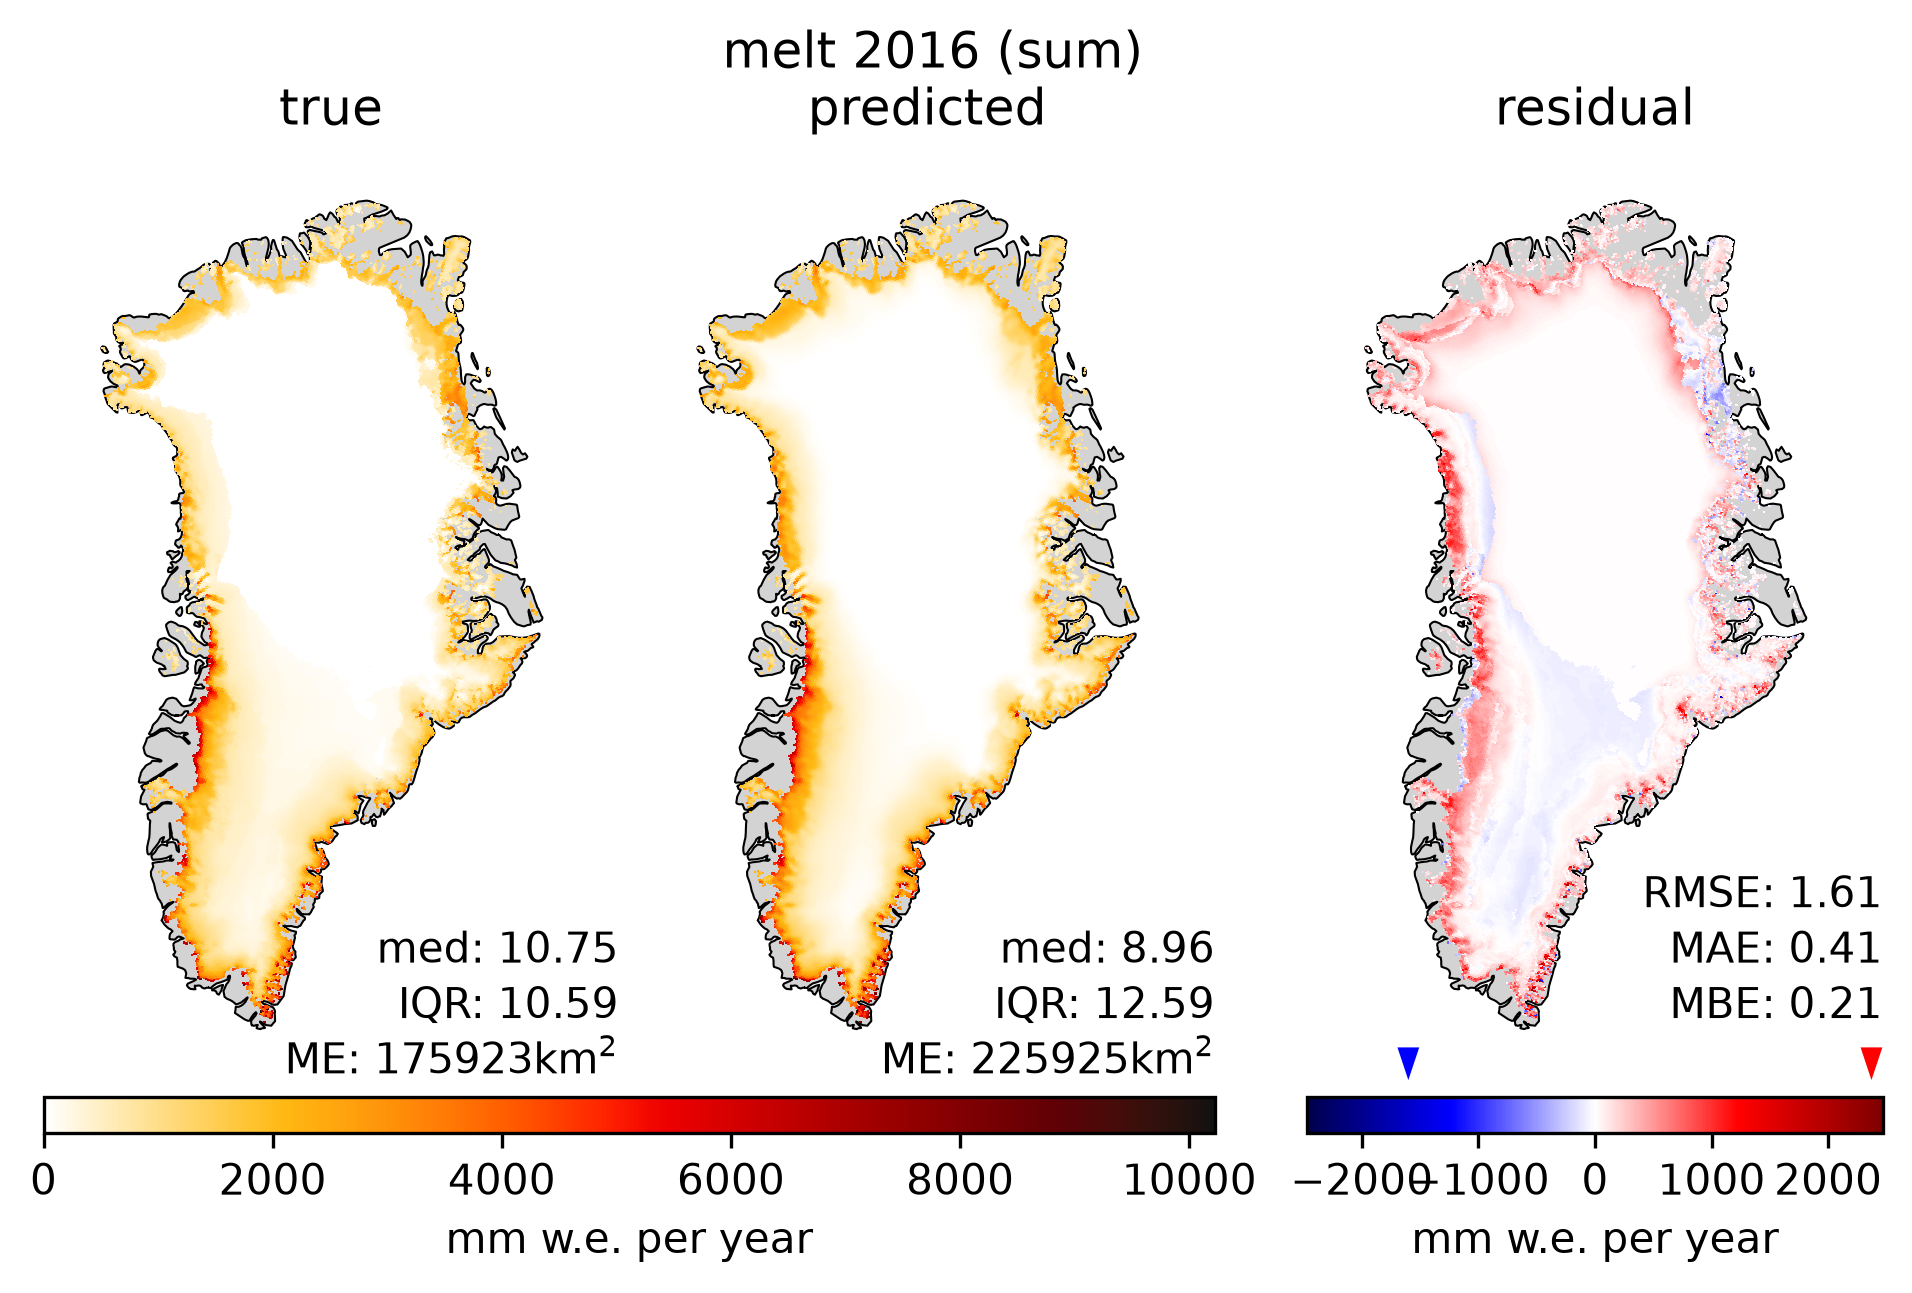 melt 2016 (sum)
true
predicted
residual
med: 10.75
IQR: 10.59
ME: 175923km²
med: 8.96
IQR: 12.59
ME: 225925km²
RMSE: 1.61
MAE: 0.41
MBE: 0.21
0 2000 4000 6000 8000 10000
mm w.e. per year
−2000 −1000 0 1000 2000
mm w.e. per year